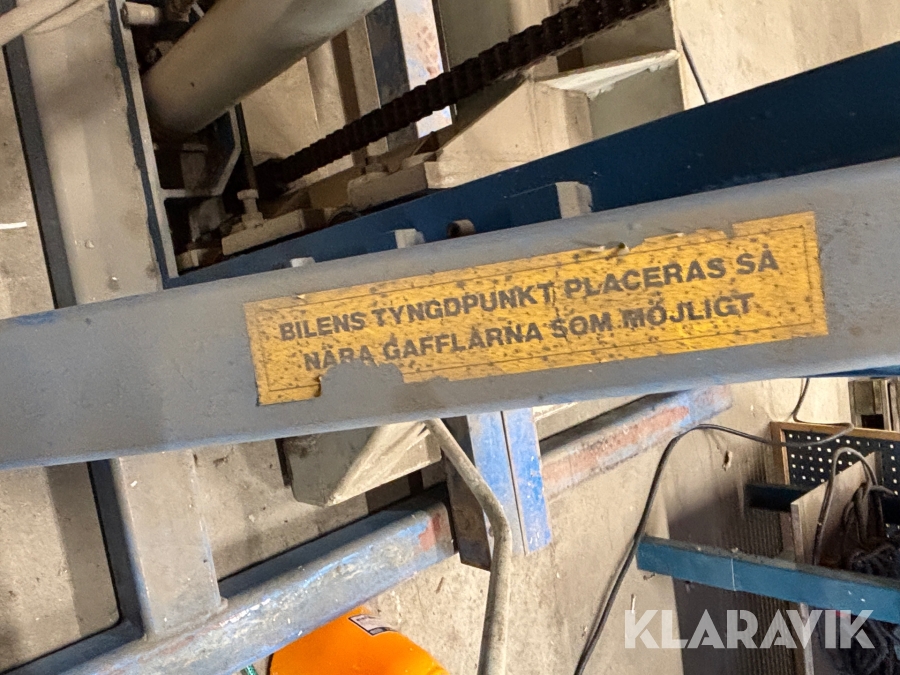 BILENS TYNGDPUNKT PLACERAS SÅ
NÄRA GAFFLARNA SOM MÖJLIGT
KLARAVIK